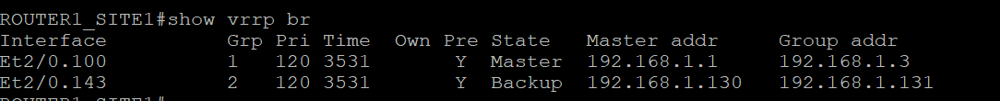 ROUTER1_SITE1#show vrrp br
Interface          Grp Pri Time  Own Pre State   Master addr     Group addr
Et2/0.100          1   120 3531       Y  Master  192.168.1.1     192.168.1.3
Et2/0.143          2   120 3531       Y  Backup  192.168.1.130   192.168.1.131
ROUTER1_SITE1#